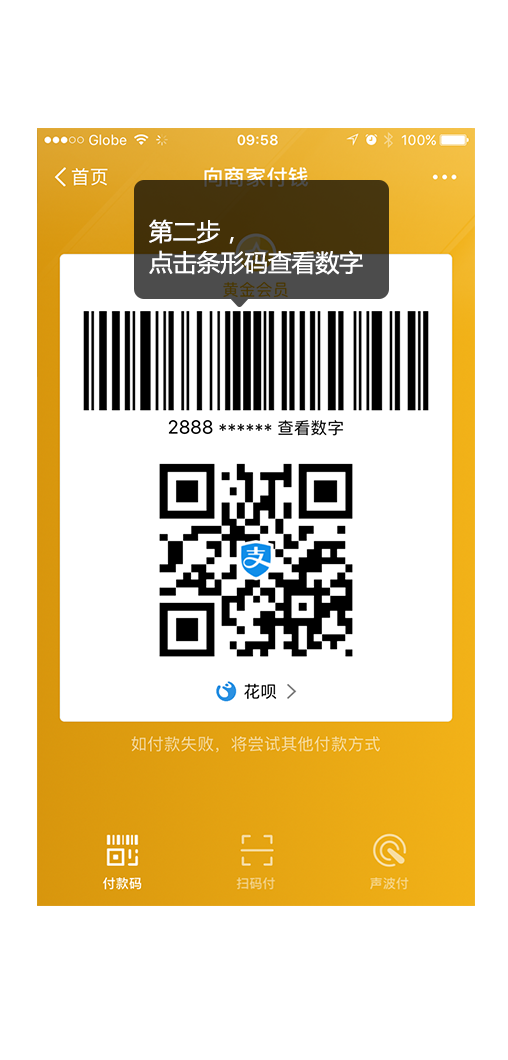 Globe 09:58 100%
首页 向商家付钱
第二步，
点击条形码查看数字
黄金会员
2888 ****** 查看数字
支
花呗
如付款失败，将尝试其他付款方式
付款码 扫码付 声波付